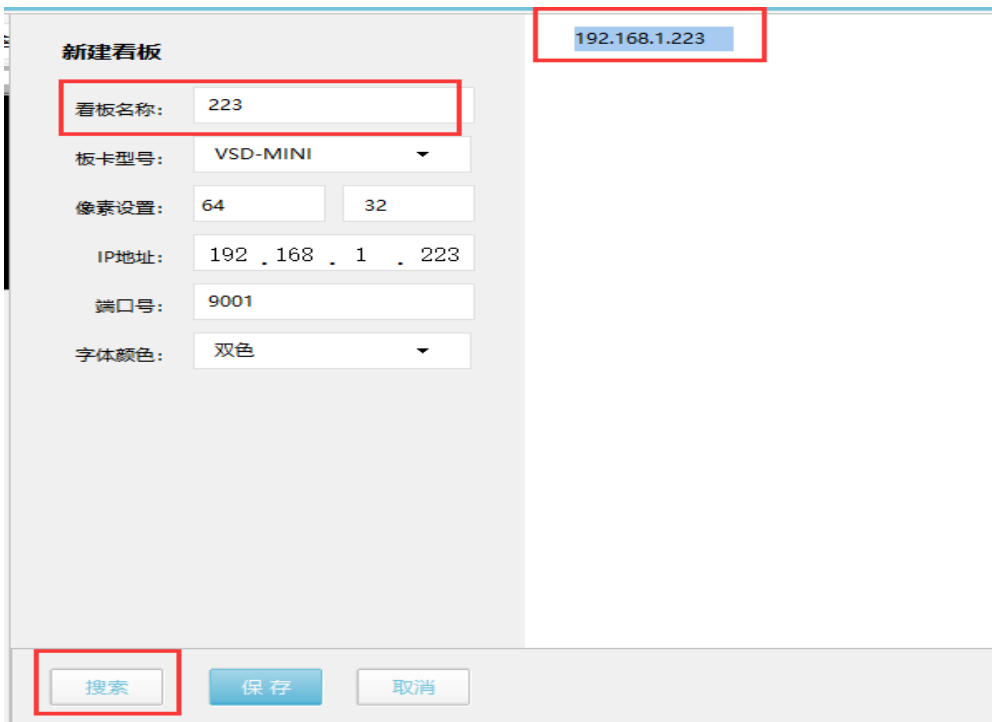 新建看板
看板名称： 223
板卡型号： VSD-MINI
像素设置： 64 32
IP地址： 192 . 168 . 1 . 223
端口号： 9001
字体颜色： 双色
搜索 保存 取消
192.168.1.223